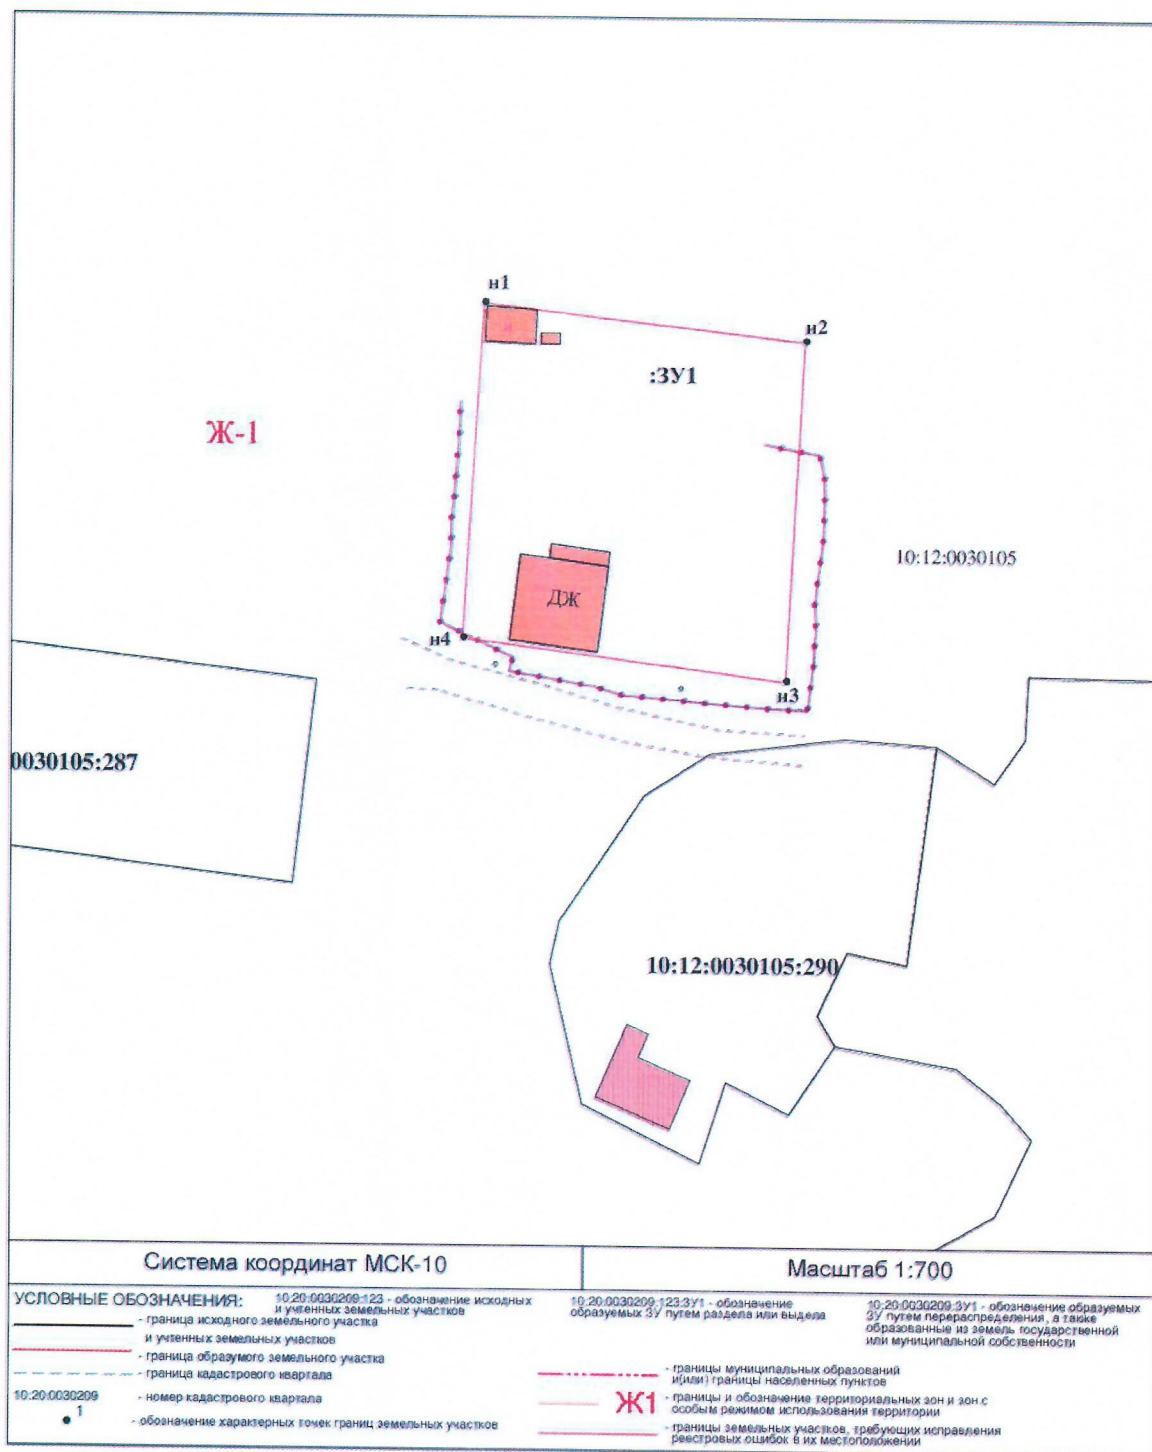 н1
н2
:ЗУ1
Ж-1
10:12:0030105
ДЖ
н4
н3
0030105:287
10:12:0030105:290
Система координат МСК-10
Масштаб 1:700
УСЛОВНЫЕ ОБОЗНАЧЕНИЯ:
10:20:0030209:123 - обозначение исходных
и учтенных земельных участков
- граница исходного земельного участка
и учтенных земельных участков
- граница образумого земельного участка
- граница кадастрового квартала
10:20:0030209 - номер кадастрового квартала
1
- обозначение характерных точек границ земельных участков
10:20:0030209:123:ЗУ1 - обозначение
образуемых ЗУ путем раздела или выдела
10:20:0030209:ЗУ1 - обозначение образуемых
ЗУ путем перераспределения, а также
образованные из земель государственной
или муниципальной собственности
- границы муниципальных образований
и(или) границы населенных пунктов
Ж1
- границы и обозначение территориальных зон и зон с
особым режимом использования территории
- границы земельных участков, требующих исправления
реестровых ошибок в их местоположении